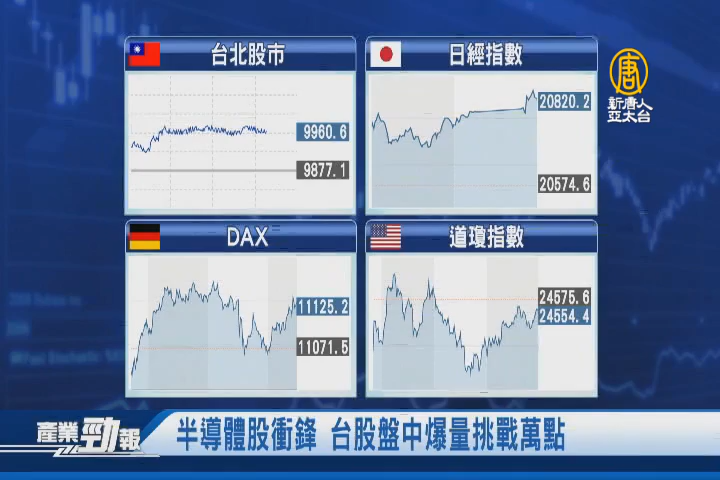 台北股市
9960.6
9877.1
日經指數
20820.2
20574.6
唐
新唐人
亞太台
DAX
11125.2
11071.5
道瓊指數
24575.6
24554.4
產業勁報
半導體股衝鋒 台股盤中爆量挑戰萬點